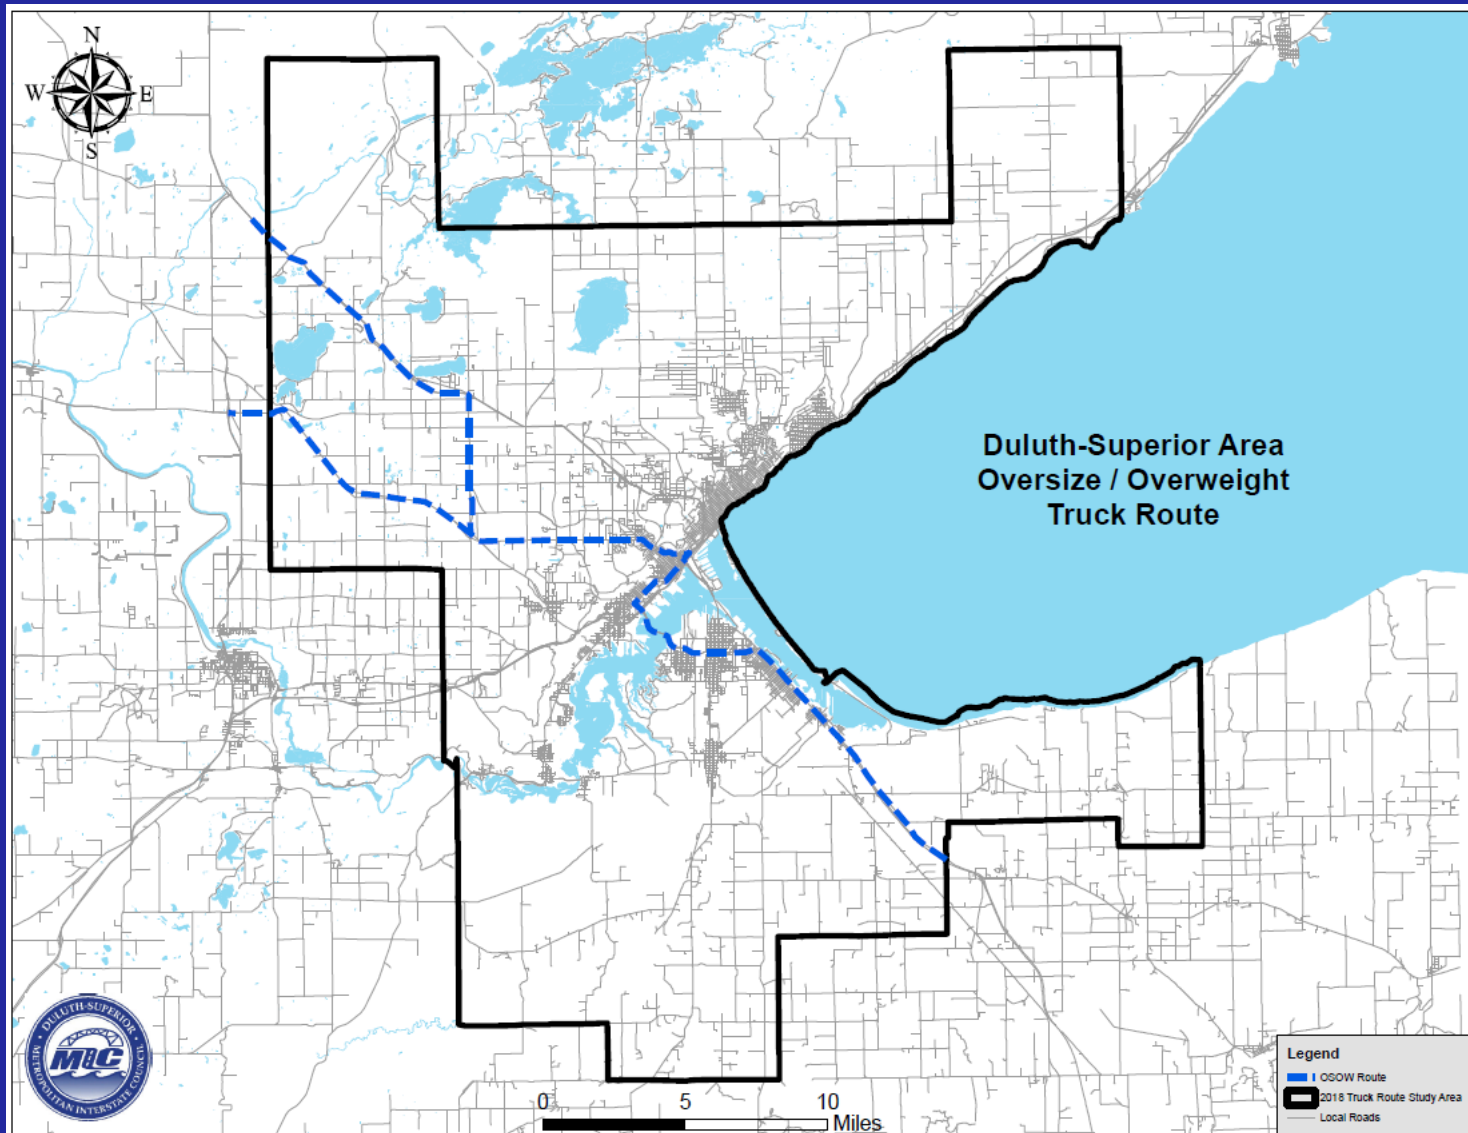 N
W
E
S
Duluth-Superior Area
Oversize / Overweight
Truck Route
DULUTH-SUPERIOR
MIC
METROPOLITAN INTERSTATE COUNCIL
0 5 10
Miles
Legend
OSOW Route
2018 Truck Route Study Area
Local Roads